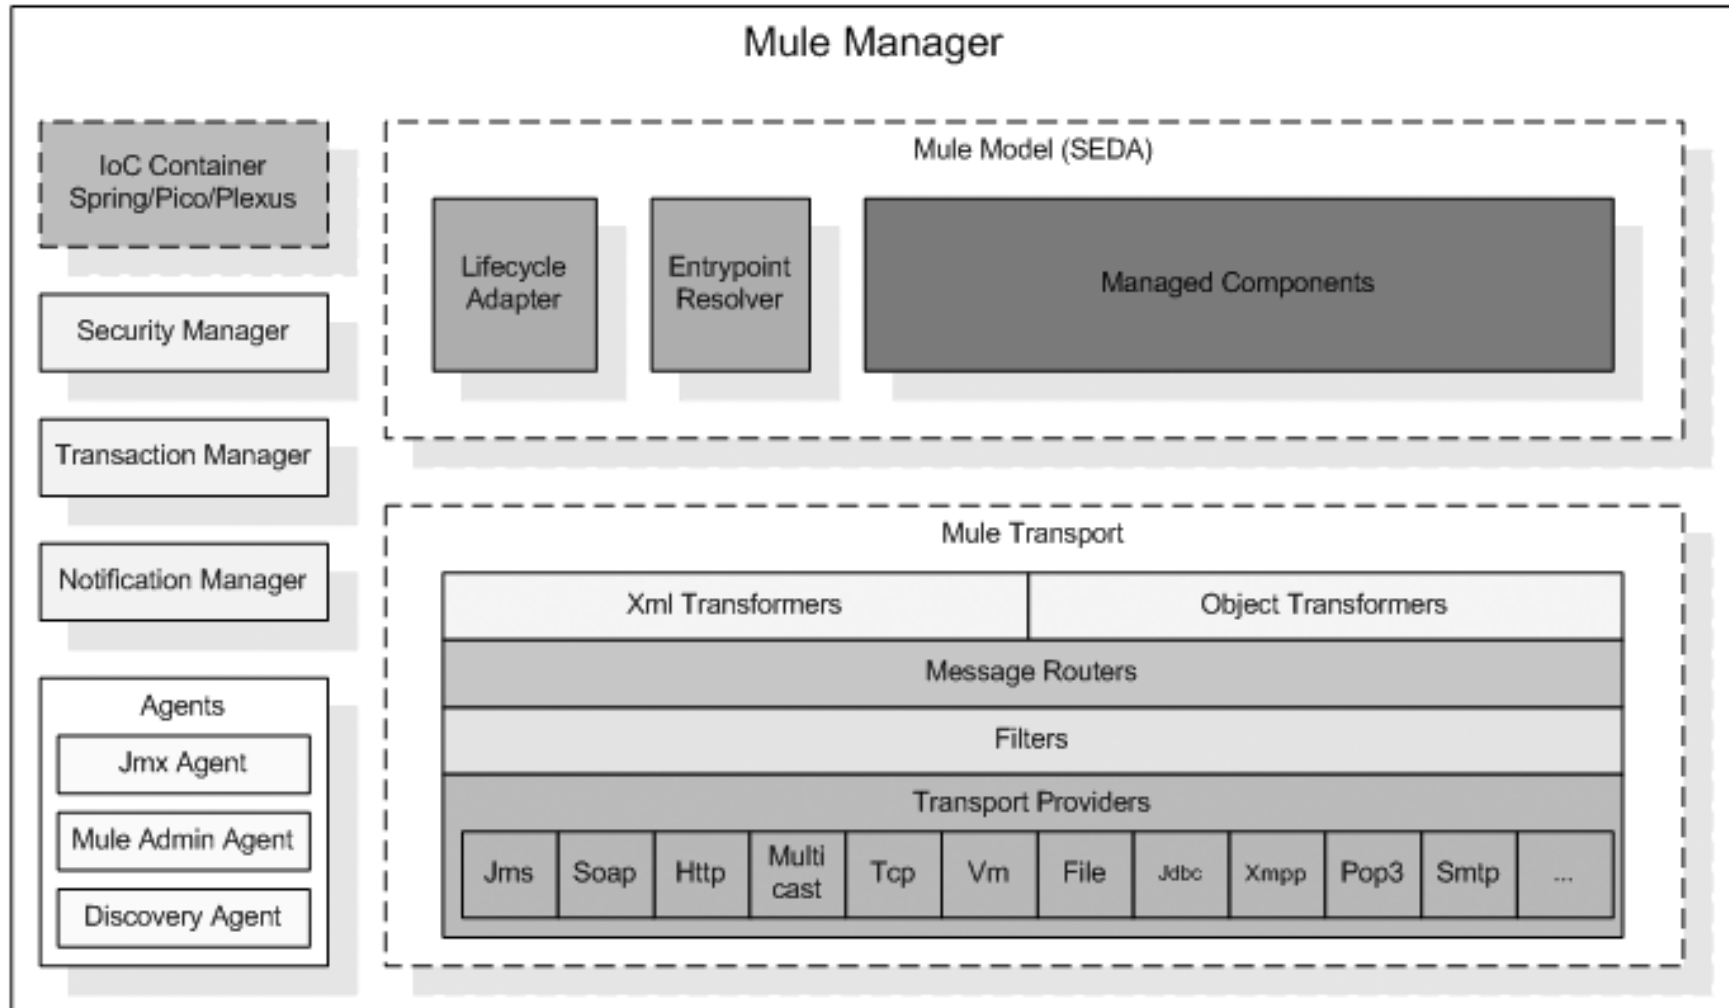 Mule Manager
IoC Container
Spring/Pico/Plexus
Security Manager
Transaction Manager
Notification Manager
Agents
Jmx Agent
Mule Admin Agent
Discovery Agent
Mule Model (SEDA)
Lifecycle
Adapter
Entrypoint
Resolver
Managed Components
Mule Transport
Xml Transformers
Object Transformers
Message Routers
Filters
Transport Providers
Jms
Soap
Http
Multi
cast
Tcp
Vm
File
Jdbc
Xmpp
Pop3
Smtp
...